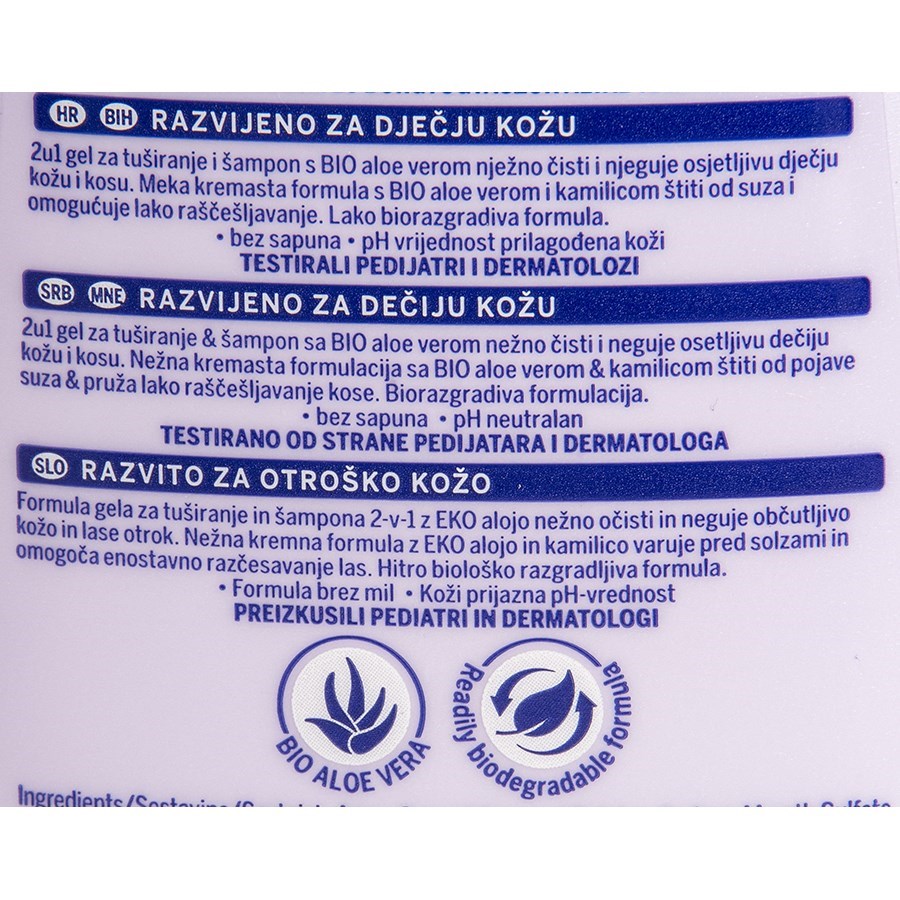 HR BIH RAZVIJENO ZA DJEČJU KOŽU
2u1 gel za tuširanje i šampon s BIO aloe verom nježno čisti i njeguje osjetljivu dječju
kožu i kosu. Meka kremasta formula s BIO aloe verom i kamilicom štiti od suza i
omogućuje lako raščešljavanje. Lako biorazgradiva formula.
• bez sapuna • pH vrijednost prilagođena koži
TESTIRALI PEDIJATRI I DERMATOLOZI
SRB MNE RAZVIJENO ZA DEČIJU KOŽU
2u1 gel za tuširanje & šampon sa BIO aloe verom nežno čisti i neguje osetljivu dečiju
kožu i kosu. Nežna kremasta formulacija sa BIO aloe verom & kamilicom štiti od pojave
suza & pruža lako raščešljavanje kose. Biorazgradiva formulacija.
• bez sapuna • pH neutralan
TESTIRANO OD STRANE PEDIJATARA I DERMATOLOGA
SLO RAZVITO ZA OTROŠKO KOŽO
Formula gela za tuširanje in šampona 2-v-1 z EKO alojo nežno očisti in neguje občutljivo
kožo in lase otrok. Nežna kremna formula z EKO alojo in kamilico varuje pred solzami in
omogoča enostavno razčesavanje las. Hitro biološko razgradljiva formula.
• Formula brez mil • Koži prijazna pH-vrednost
PREIZKUSILI PEDIATRI IN DERMATOLOGI
BIO ALOE VERA
Readily biodegradable formula
Ingredients/Sestavine